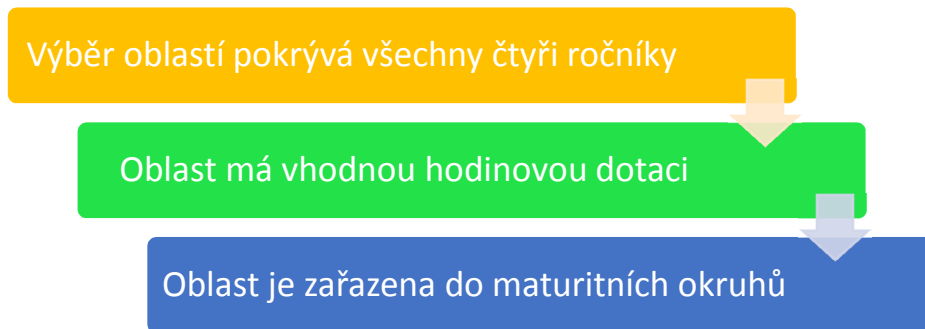 Výběr oblastí pokrývá všechny čtyři ročníky
Oblast má vhodnou hodinovou dotaci
Oblast je zařazena do maturitních okruhů